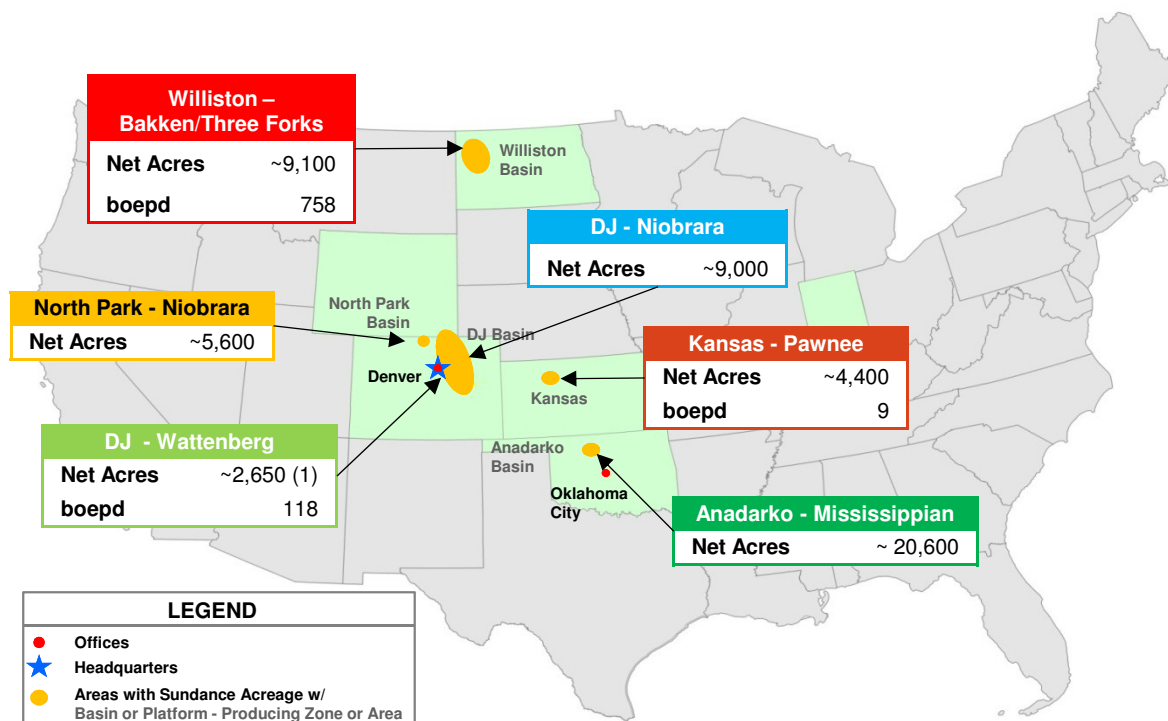 Williston –
Bakken/Three Forks
Net Acres ~9,100
boepd 758
Williston
Basin
DJ - Niobrara
Net Acres ~9,000
North Park - Niobrara
Net Acres ~5,600
North Park
Basin
DJ Basin
Denver
Kansas - Pawnee
Net Acres ~4,400
boepd 9
Kansas
DJ - Wattenberg
Net Acres ~2,650 (1)
boepd 118
Anadarko
Basin
Oklahoma
City
Anadarko - Mississippian
Net Acres ~ 20,600
LEGEND
Offices
Headquarters
Areas with Sundance Acreage w/
Basin or Platform - Producing Zone or Area